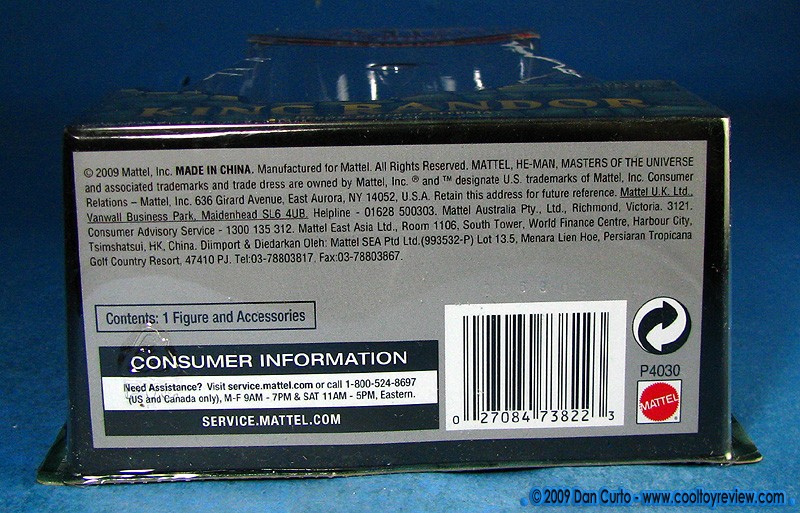 KING RANDOR
© 2009 Mattel, Inc. MADE IN CHINA. Manufactured for Mattel. All Rights Reserved. MATTEL, HE-MAN, MASTERS OF THE UNIVERSE
and associated trademarks and trade dress are owned by Mattel, Inc. ® and ™ designate U.S. trademarks of Mattel, Inc. Consumer
Relations – Mattel, Inc. 636 Girard Avenue, East Aurora, NY 14052, U.S.A. Retain this address for future reference. Mattel U.K. Ltd.,
Vanwall Business Park, Maidenhead SL6 4UB. Helpline - 01628 500303. Mattel Australia Pty., Ltd., Richmond, Victoria. 3121.
Consumer Advisory Service - 1300 135 312. Mattel East Asia Ltd., Room 1106, South Tower, World Finance Centre, Harbour City,
Tsimshatsui, HK, China. Diimport & Diedarkan Oleh: Mattel SEA Ptd Ltd.(993532-P) Lot 13.5, Menara Lien Hoe, Persiaran Tropicana
Golf Country Resort, 47410 PJ. Tel:03-78803817. Fax:03-78803867.
Contents: 1 Figure and Accessories
CONSUMER INFORMATION
Need Assistance? Visit service.mattel.com or call 1-800-524-8697
(US and Canada only), M-F 9AM - 7PM & SAT 11AM - 5PM, Eastern.
SERVICE.MATTEL.COM
0 27084 73822 3
P4030
MATTEL
© 2009 Dan Curto - www.cooltoyreview.com